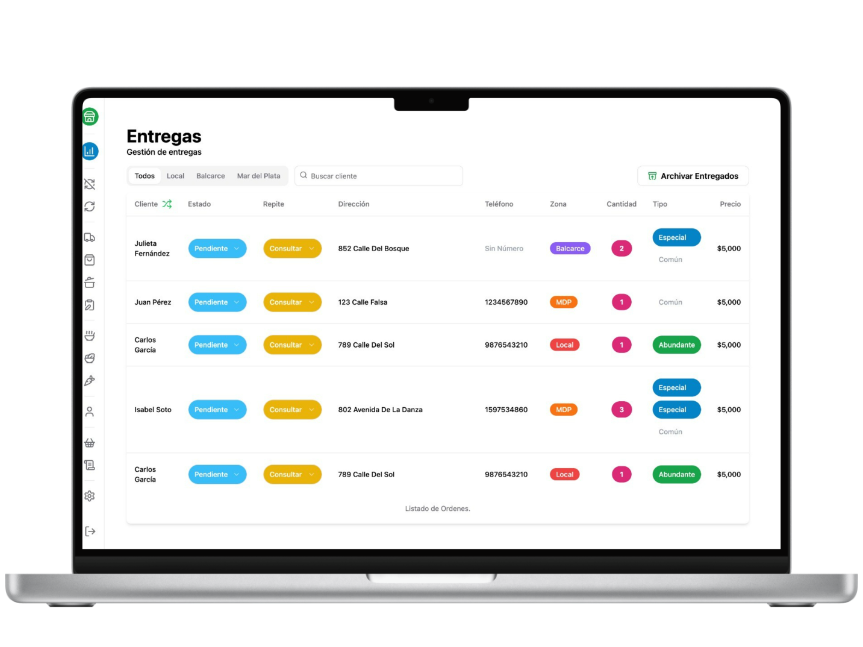 Entregas
Gestión de entregas
Todos Local Balcarce Mar del Plata Buscar cliente Archivar Entregados
Cliente Estado Repite Dirección Teléfono Zona Cantidad Tipo Precio
Julieta Fernández Pendiente Consultar 852 Calle Del Bosque Sin Número Balcarce 2 Especial Común $5,000
Juan Pérez Pendiente Consultar 123 Calle Falsa 1234567890 MDP 1 Común $5,000
Carlos García Pendiente Consultar 789 Calle Del Sol 9876543210 Local 1 Abundante $5,000
Isabel Soto Pendiente Consultar 802 Avenida De La Danza 1597534860 MDP 3 Especial Especial Común $5,000
Carlos García Pendiente Consultar 789 Calle Del Sol 9876543210 Local 1 Abundante $5,000
Listado de Ordenes.